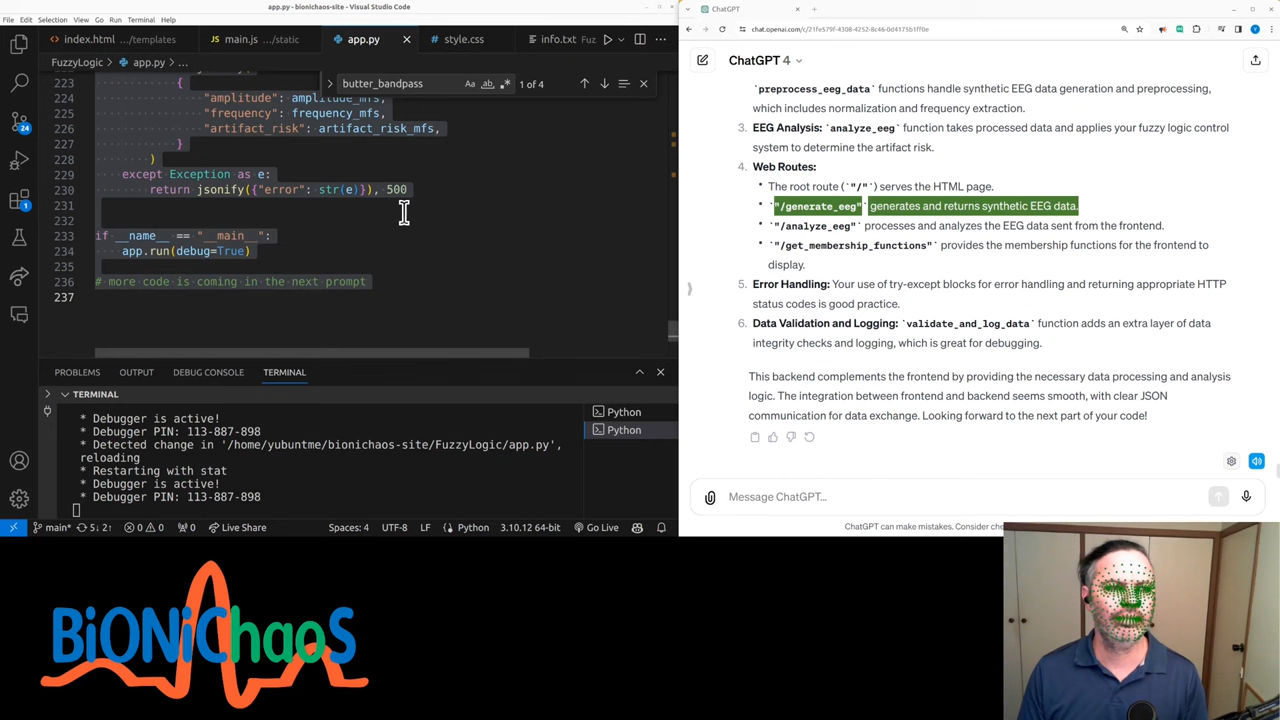 app.py - bionichaos-site - Visual Studio Code
File Edit Selection View Go Run Terminal Help
index.html .../templates
main.js .../static
app.py
style.css
info.txt Fuzz
FuzzyLogic > app.py > ...
butter_bandpass
1 of 4
223 {
224 "amplitude": amplitude_mfs,
225 "frequency": frequency_mfs,
226 "artifact_risk": artifact_risk_mfs,
227 }
228 )
229 except Exception as e:
230 return jsonify({"error": str(e)}), 500
231
232
233 if __name__ == "__main__":
234 app.run(debug=True)
235
236 # more code is coming in the next prompt
237
PROBLEMS OUTPUT DEBUG CONSOLE TERMINAL
TERMINAL
* Debugger is active!
* Debugger PIN: 113-887-898
* Detected change in '/home/yubuntme/bionichaos-site/FuzzyLogic/app.py',
reloading
* Restarting with stat
* Debugger is active!
* Debugger PIN: 113-887-898
Python
Python
24
1
main* 5↓ 2↑ 0 0 0 Live Share Spaces: 4 UTF-8 LF Python 3.10.12 64-bit Go Live
ChatGPT
chat.openai.com/c/21fe579f-4308-4252-8c46-0d4175b1ff0e
ChatGPT 4
`preprocess_eeg_data` functions handle synthetic EEG data generation and preprocessing,
which includes normalization and frequency extraction.
3. EEG Analysis: `analyze_eeg` function takes processed data and applies your fuzzy logic control
system to determine the artifact risk.
4. Web Routes:
• The root route (`"/"`) serves the HTML page.
• `"/generate_eeg"` generates and returns synthetic EEG data.
• `"/analyze_eeg"` processes and analyzes the EEG data sent from the frontend.
• `"/get_membership_functions"` provides the membership functions for the frontend to
display.
5. Error Handling: Your use of try-except blocks for error handling and returning appropriate HTTP
status codes is good practice.
6. Data Validation and Logging: `validate_and_log_data` function adds an extra layer of data
integrity checks and logging, which is great for debugging.
This backend complements the frontend by providing the necessary data processing and analysis
logic. The integration between frontend and backend seems smooth, with clear JSON
communication for data exchange. Looking forward to the next part of your code!
Message ChatGPT...
ChatGPT can make mistakes. Consider che
BiONiChaoS